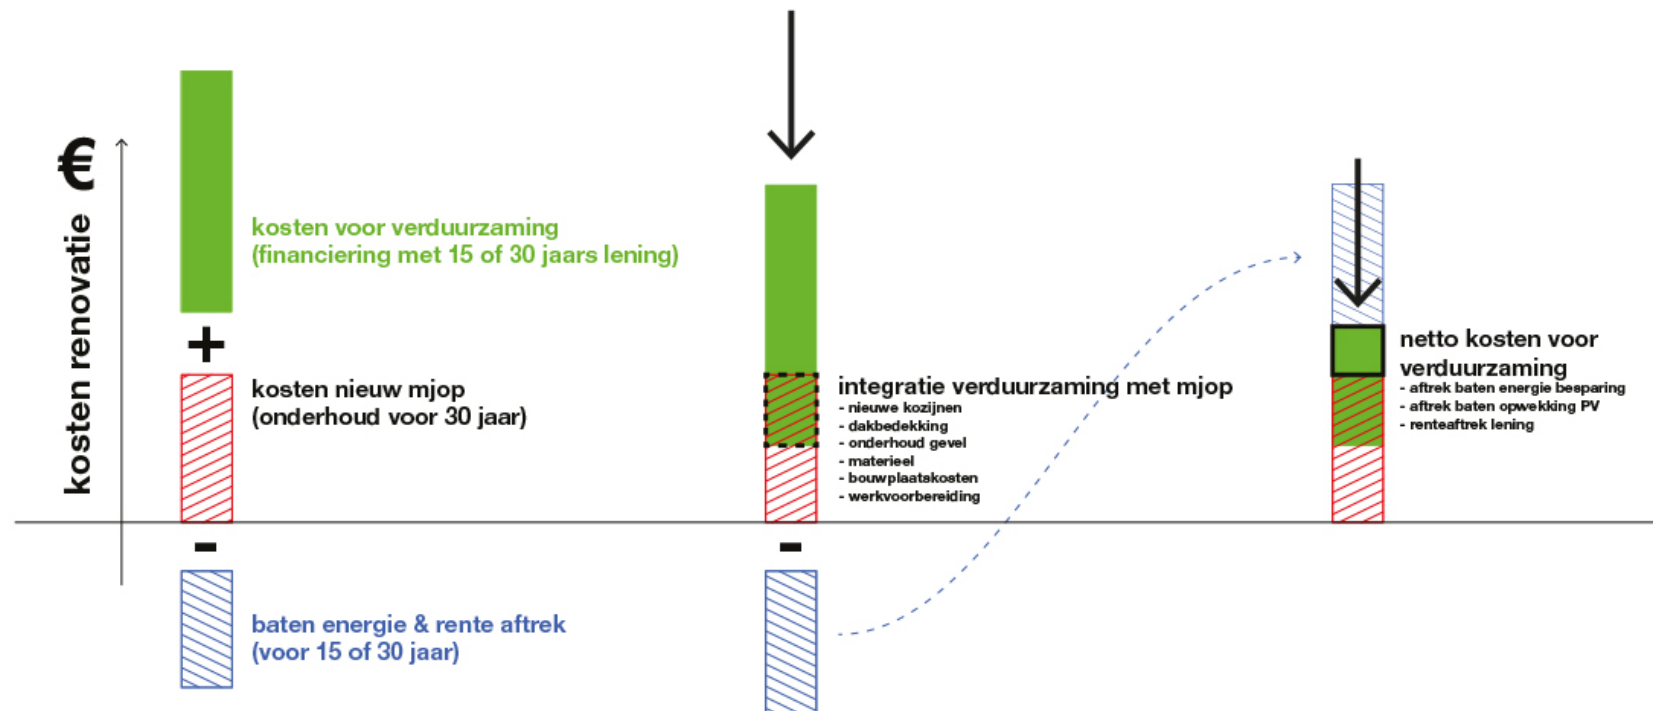 €
kosten renovatie
kosten voor verduurzaming
(financiering met 15 of 30 jaars lening)
+
kosten nieuw mjop
(onderhoud voor 30 jaar)
-
baten energie & rente aftrek
(voor 15 of 30 jaar)
integratie verduurzaming met mjop
- nieuwe kozijnen
- dakbedekking
- onderhoud gevel
- materieel
- bouwplaatskosten
- werkvoorbereiding
-
netto kosten voor
verduurzaming
- aftrek baten energie besparing
- aftrek baten opwekking PV
- renteaftrek lening